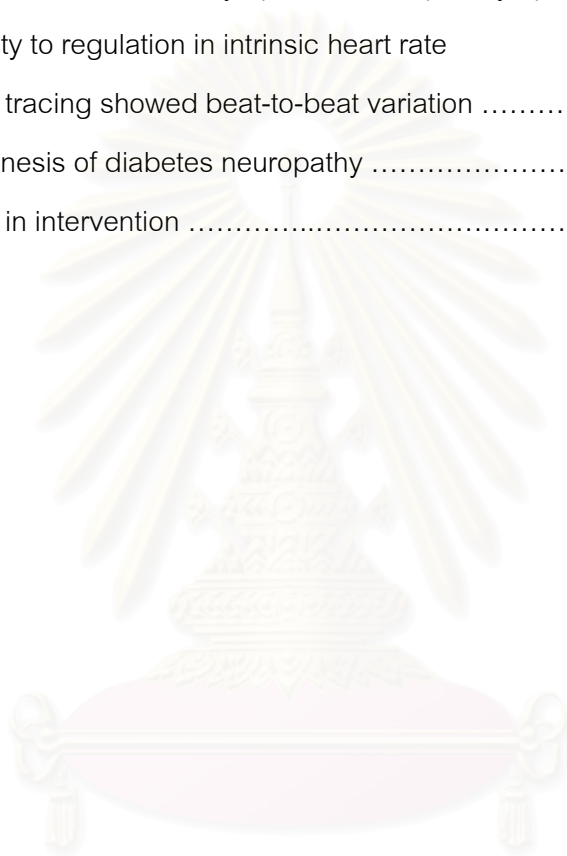 ty to regulation in intrinsic heart rate
tracing showed beat-to-beat variation ………
nesis of diabetes neuropathy …………………
in intervention …………...………………………